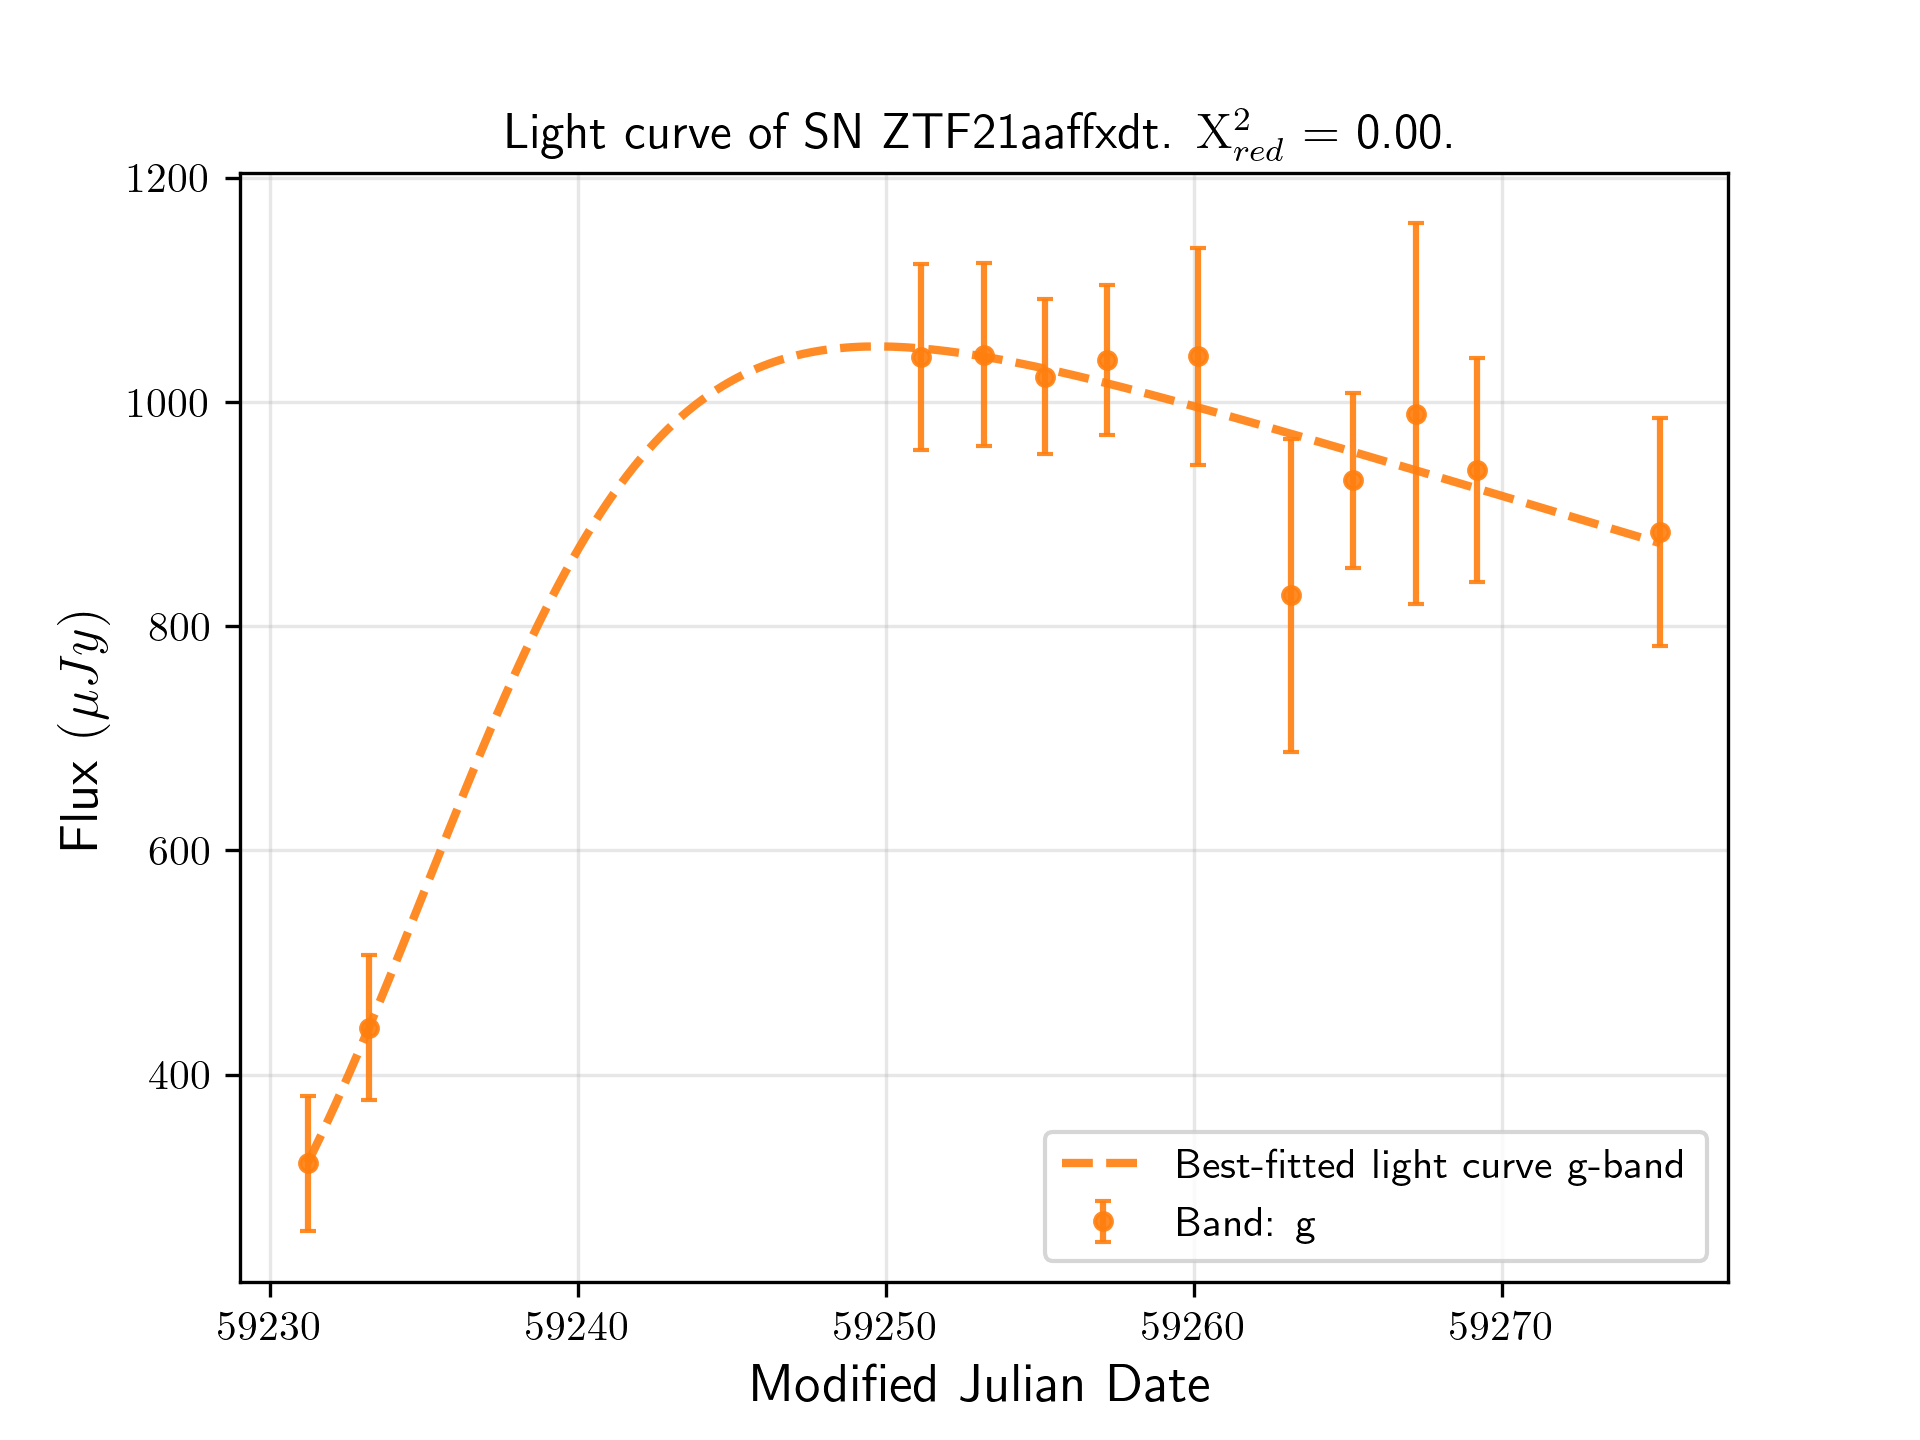 Light curve of SN ZTF21aaffxdt. X²_red = 0.00.
1200
1000
800
600
400
Flux (μJy)
59230 59240 59250 59260 59270
Modified Julian Date
Best-fitted light curve g-band
Band: g